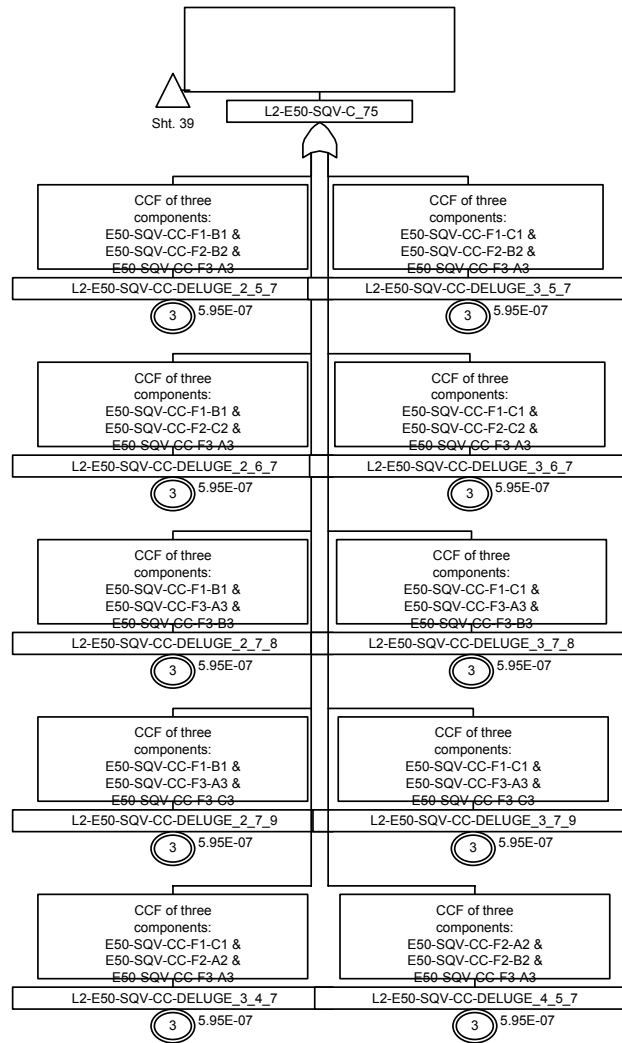 Sht. 39
L2-E50-SQV-C_75
CCF of three
components:
E50-SQV-CC-F1-B1 &
E50-SQV-CC-F2-B2 &
E50-SQV-CC-F3-A3
L2-E50-SQV-CC-DELUGE_2_5_7
3
5.95E-07
CCF of three
components:
E50-SQV-CC-F1-C1 &
E50-SQV-CC-F2-B2 &
E50-SQV-CC-F3-A3
L2-E50-SQV-CC-DELUGE_3_5_7
3
5.95E-07
CCF of three
components:
E50-SQV-CC-F1-B1 &
E50-SQV-CC-F2-C2 &
E50-SQV-CC-F3-A3
L2-E50-SQV-CC-DELUGE_2_6_7
3
5.95E-07
CCF of three
components:
E50-SQV-CC-F1-C1 &
E50-SQV-CC-F2-C2 &
E50-SQV-CC-F3-A3
L2-E50-SQV-CC-DELUGE_3_6_7
3
5.95E-07
CCF of three
components:
E50-SQV-CC-F1-B1 &
E50-SQV-CC-F3-A3 &
E50-SQV-CC-F3-B3
L2-E50-SQV-CC-DELUGE_2_7_8
3
5.95E-07
CCF of three
components:
E50-SQV-CC-F1-C1 &
E50-SQV-CC-F3-A3 &
E50-SQV-CC-F3-B3
L2-E50-SQV-CC-DELUGE_3_7_8
3
5.95E-07
CCF of three
components:
E50-SQV-CC-F1-B1 &
E50-SQV-CC-F3-A3 &
E50-SQV-CC-F3-C3
L2-E50-SQV-CC-DELUGE_2_7_9
3
5.95E-07
CCF of three
components:
E50-SQV-CC-F1-C1 &
E50-SQV-CC-F3-A3 &
E50-SQV-CC-F3-C3
L2-E50-SQV-CC-DELUGE_3_7_9
3
5.95E-07
CCF of three
components:
E50-SQV-CC-F1-C1 &
E50-SQV-CC-F2-A2 &
E50-SQV-CC-F3-A3
L2-E50-SQV-CC-DELUGE_3_4_7
3
5.95E-07
CCF of three
components:
E50-SQV-CC-F2-A2 &
E50-SQV-CC-F2-B2 &
E50-SQV-CC-F3-A3
L2-E50-SQV-CC-DELUGE_4_5_7
3
5.95E-07